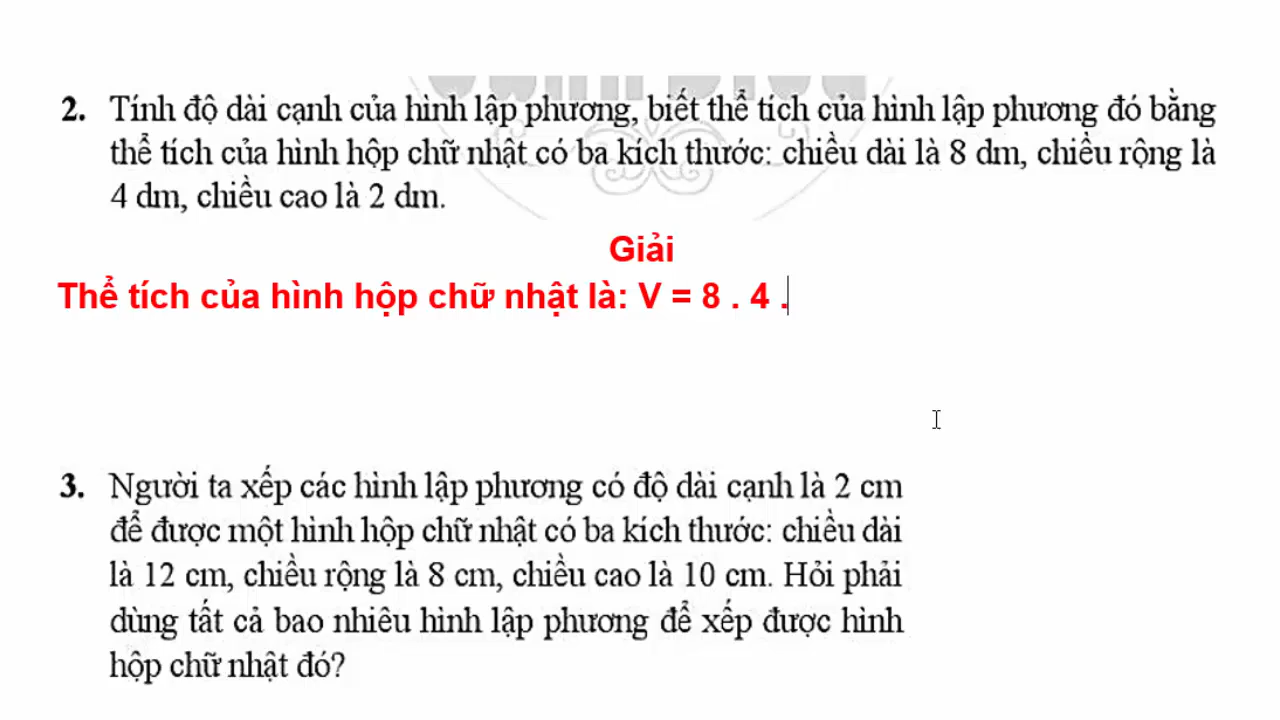 2. Tính độ dài cạnh của hình lập phương, biết thể tích của hình lập phương đó bằng
thể tích của hình hộp chữ nhật có ba kích thước: chiều dài là 8 dm, chiều rộng là
4 dm, chiều cao là 2 dm.
Giải
Thể tích của hình hộp chữ nhật là: V = 8 . 4 .
3. Người ta xếp các hình lập phương có độ dài cạnh là 2 cm
để được một hình hộp chữ nhật có ba kích thước: chiều dài
là 12 cm, chiều rộng là 8 cm, chiều cao là 10 cm. Hỏi phải
dùng tất cả bao nhiêu hình lập phương để xếp được hình
hộp chữ nhật đó?